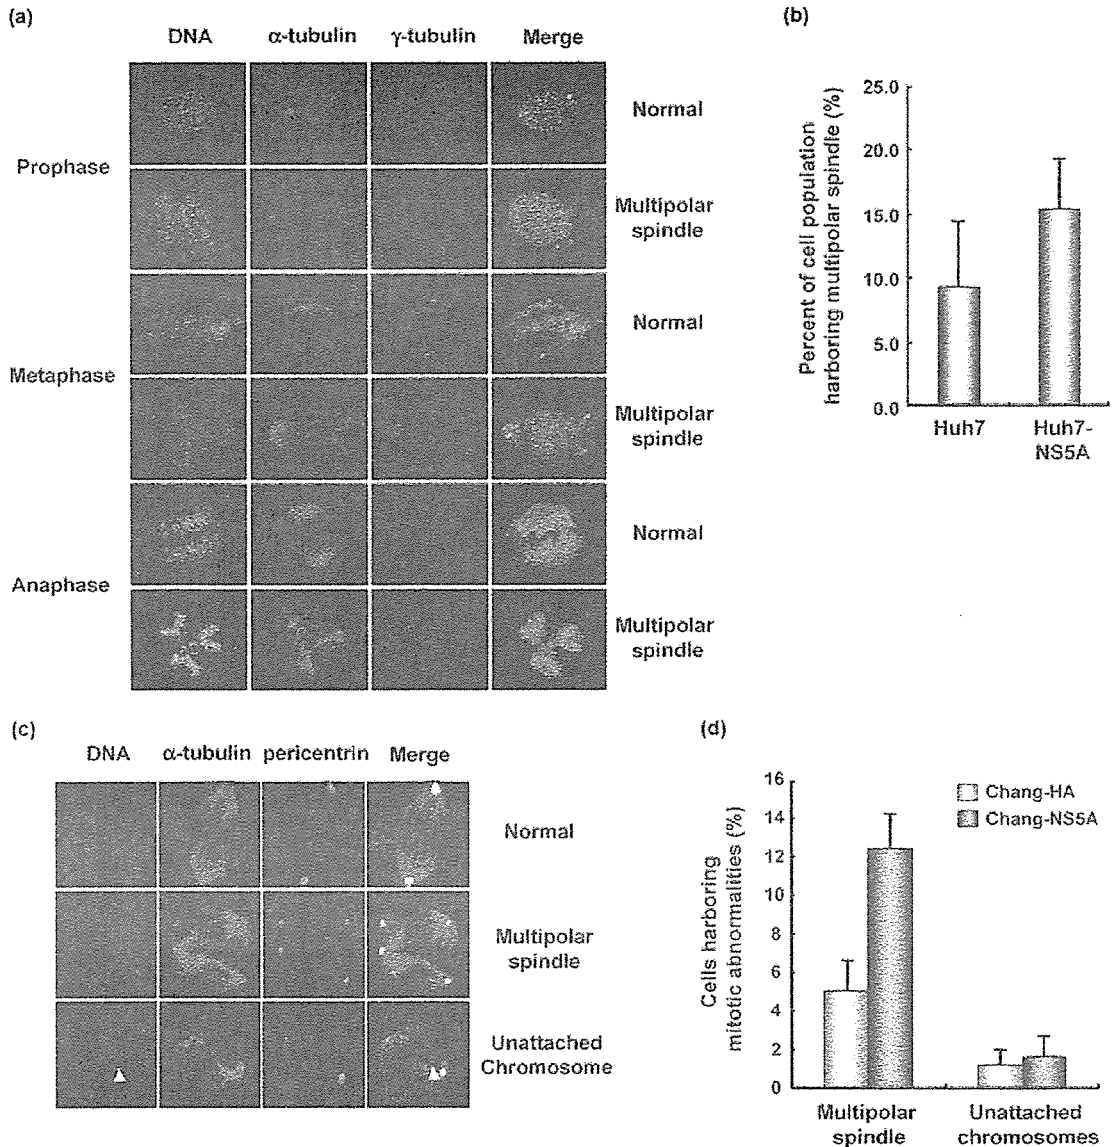 (a)
DNA α-tubulin γ-tubulin Merge
Prophase
Normal
Multipolar
spindle
Metaphase
Normal
Multipolar
spindle
Anaphase
Normal
Multipolar
spindle
(b)
Percent of cell population
harboring multipolar spindle (%)
25.0
20.0
15.0
10.0
5.0
0.0
Huh7
Huh7-
NS5A
(c)
DNA α-tubulin pericentrin Merge
Normal
Multipolar
spindle
Unattached
Chromosome
(d)
Cells harboring
mitotic abnormalities (%)
16
14
12
10
8
6
4
2
0
Chang-HA
Chang-NS5A
Multipolar
spindle
Unattached
chromosomes